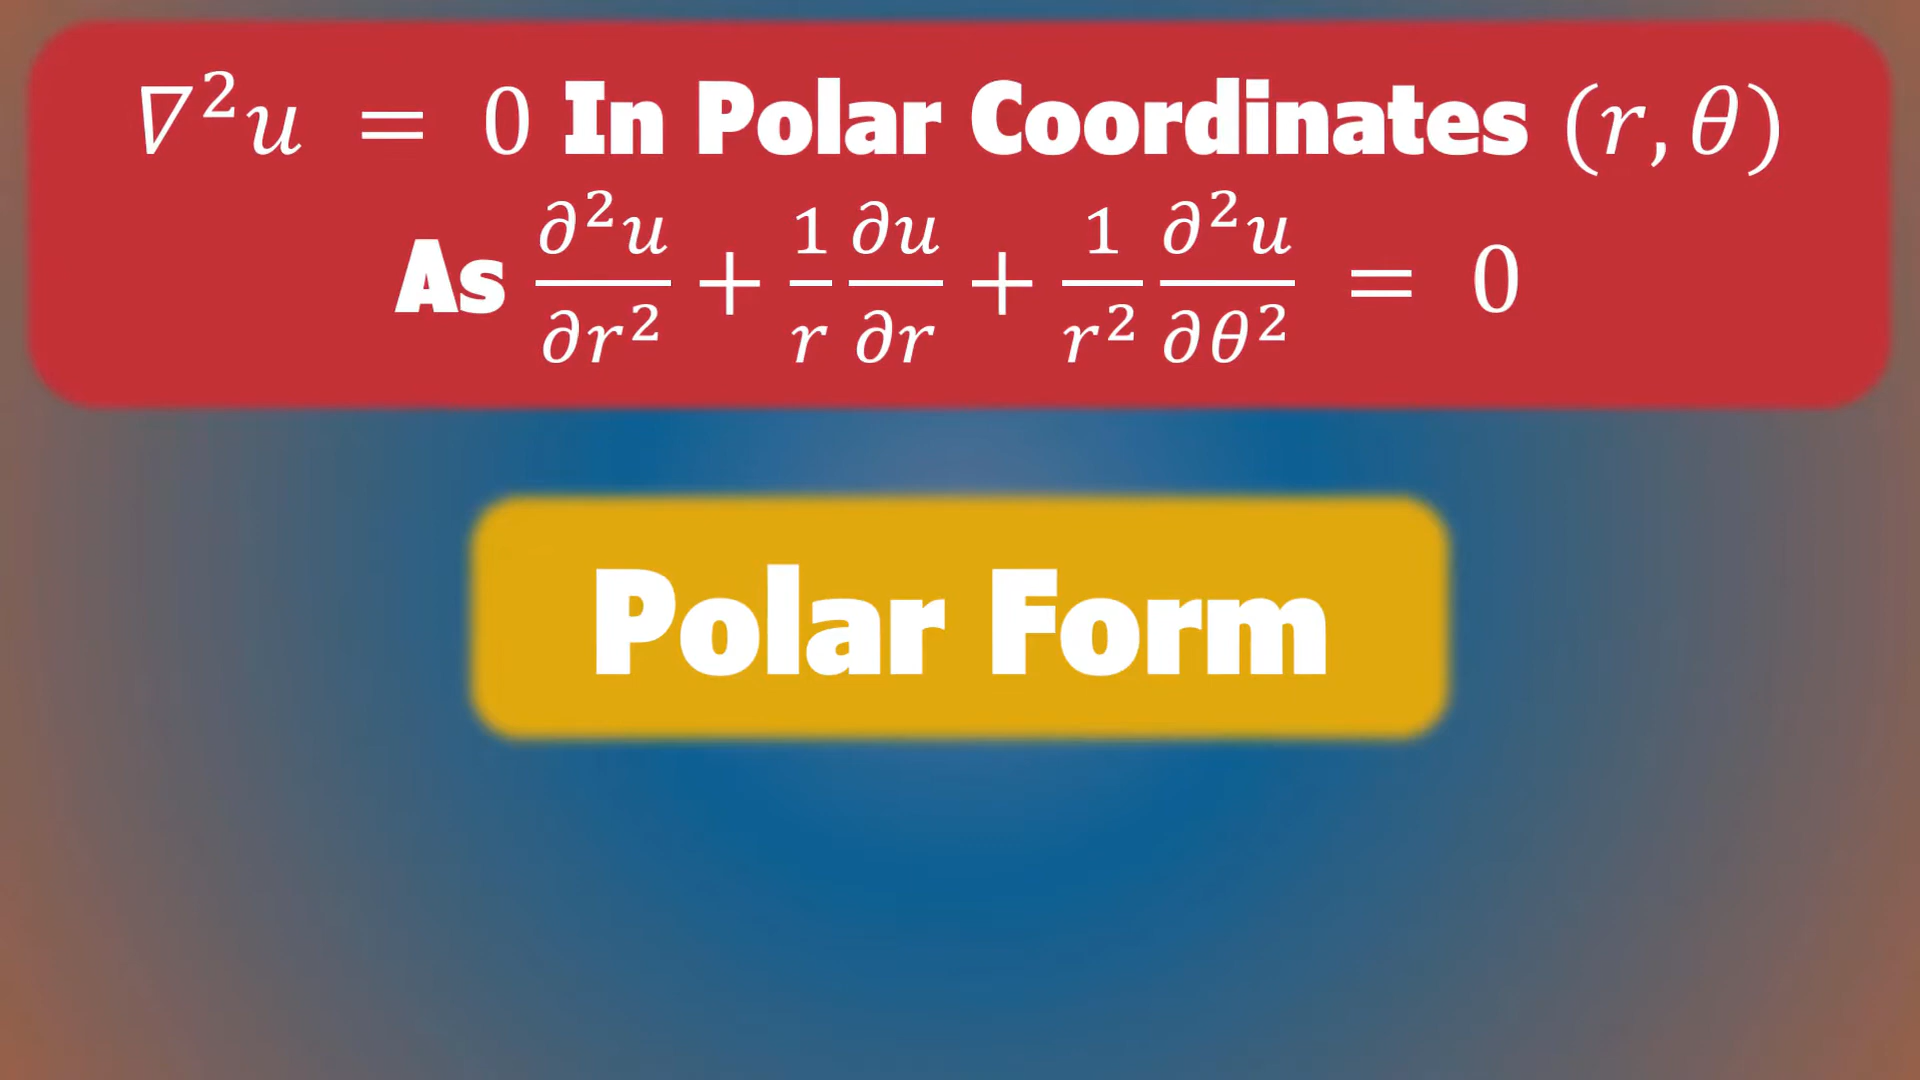 ∇²u = 0 In Polar Coordinates (r, θ)
As ∂²u/∂r² + 1/r ∂u/∂r + 1/r² ∂²u/∂θ² = 0
Polar Form